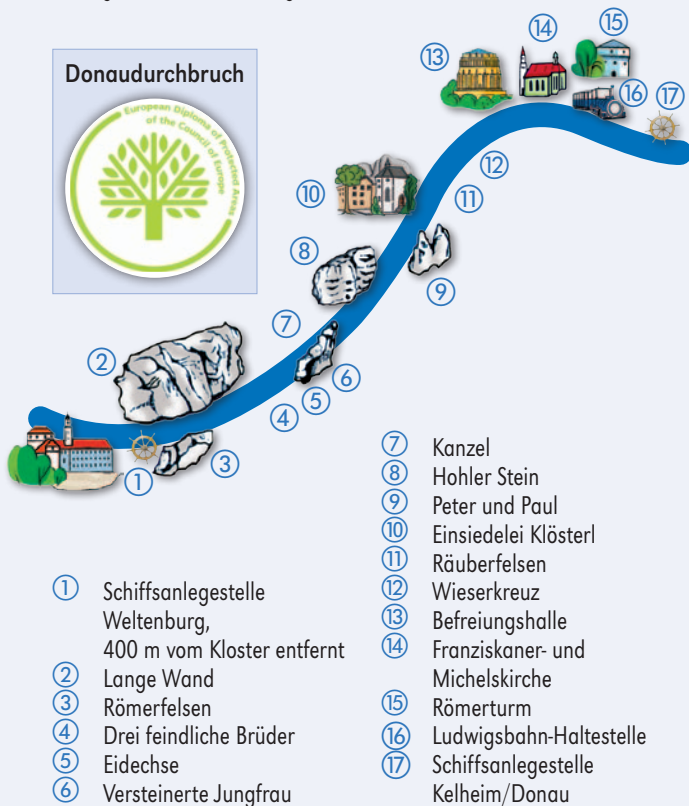 Donaudurchbruch
European Diploma of Protected Areas
of the Council of Europe
⑬
⑭
⑮
⑯
⑰
⑫
⑩
⑪
⑧
⑨
⑦
②
⑥
⑤
④
①
③
① Schiffsanlegestelle
Weltenburg,
400 m vom Kloster entfernt
② Lange Wand
③ Römerfelsen
④ Drei feindliche Brüder
⑤ Eidechse
⑥ Versteinerte Jungfrau
⑦ Kanzel
⑧ Hohler Stein
⑨ Peter und Paul
⑩ Einsiedelei Klösterl
⑪ Räuberfelsen
⑫ Wieserkreuz
⑬ Befreiungshalle
⑭ Franziskaner- und
Michelskirche
⑮ Römerturm
⑯ Ludwigsbahn-Haltestelle
⑰ Schiffsanlegestelle
Kelheim/Donau